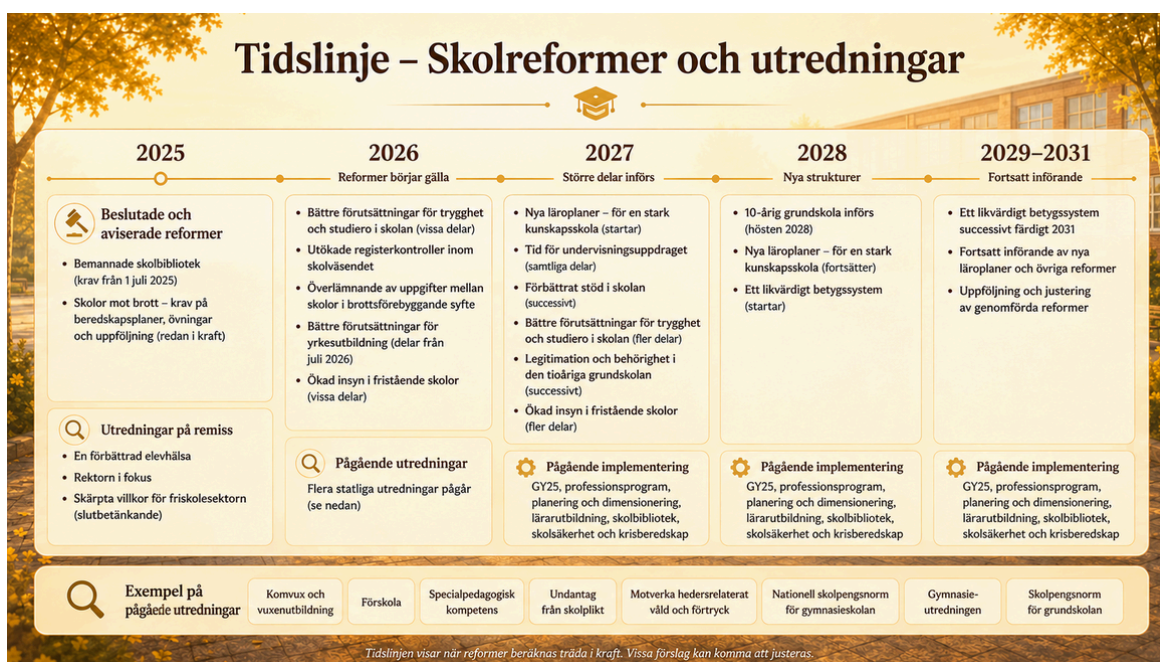 Tidslinje – Skolreformer och utredningar
2025
2026
Reformer börjar gälla
2027
Större delar införs
2028
Nya strukturer
2029–2031
Fortsatt införande
Beslutade och
aviserade reformer
• Bemannade skolbibliotek
(krav från 1 juli 2025)
• Skolor mot brott – krav på
beredskapsplaner, övningar
och uppföljning (redan i kraft)
Utredningar på remiss
• En förbättrad elevhälsa
• Rektorn i fokus
• Skärpta villkor för friskolesektorn
(slutbetänkande)
• Bättre förutsättningar för trygghet
och studiero i skolan (vissa delar)
• Utökade registerkontroller inom
skolväsendet
• Överlämnande av uppgifter mellan
skolor i brottsförebyggande syfte
• Bättre förutsättningar för
yrkesutbildning (delar från
juli 2026)
• Ökad insyn i fristående skolor
(vissa delar)
Pågående utredningar
Flera statliga utredningar pågår
(se nedan)
• Nya läroplaner – för en stark
kunskapsskola (startar)
• Tid för undervisningsuppdraget
(samtliga delar)
• Förbättrat stöd i skolan
(successivt)
• Bättre förutsättningar för trygghet
och studiero i skolan (fler delar)
• Legitimation och behörighet i
den tioåriga grundskolan
(successivt)
• Ökad insyn i fristående skolor
(fler delar)
Pågående implementering
GY25, professionsprogram,
planering och dimensionering,
lärarutbildning, skolbibliotek,
skolsäkerhet och krisberedskap
• 10-årig grundskola införs
(hösten 2028)
• Nya läroplaner – för en stark
kunskapsskola (fortsätter)
• Ett likvärdigt betygssystem
(startar)
Pågående implementering
GY25, professionsprogram,
planering och dimensionering,
lärarutbildning, skolbibliotek,
skolsäkerhet och krisberedskap
• Ett likvärdigt betygssystem
successivt färdigt 2031
• Fortsatt införande av nya
läroplaner och övriga reformer
• Uppföljning och justering
av genomförda reformer
Pågående implementering
GY25, professionsprogram,
planering och dimensionering,
lärarutbildning, skolbibliotek,
skolsäkerhet och krisberedskap
Exempel på
pågåede utredningar
Komvux och
vuxenutbildning
Förskola
Specialpedagogisk
kompetens
Undantag
från skolplikt
Motverka hedersrelaterat
våld och förtryck
Nationell skolpengsnorm
för gymnasieskolan
Gymnasie-
utredningen
Skolpengsnorm
för grundskolan
Tidslinjen visar när reformer beräknas träda i kraft. Vissa förslag kan komma att justeras.